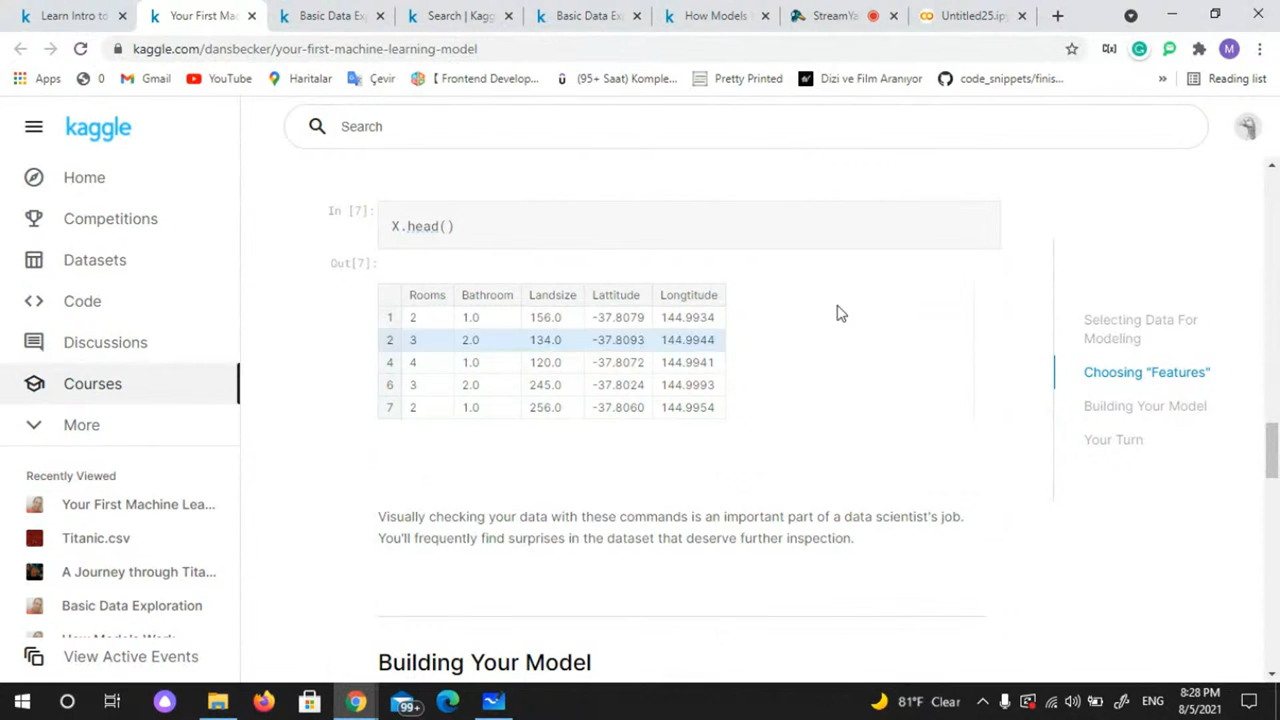 Learn Intro to
Your First Mac
Basic Data Exp
Search | Kagg
Basic Data Ex
How Models
StreamYa
Untitled25.ip
kaggle.com/dansbecker/your-first-machine-learning-model
Apps
0
Gmail
YouTube
Haritalar
Çevir
【 Frontend Develop...
(95+ Saat) Komple...
Pretty Printed
Dizi ve Film Aranıyor
code_snippets/finis...
»
Reading list
M
kaggle
Search
Home
Competitions
Datasets
Code
Discussions
Courses
More
Recently Viewed
Your First Machine Lea...
Titanic.csv
A Journey through Tita...
Basic Data Exploration
How Models Work
View Active Events
In [7]:
X.head()
Out[7]:
Rooms Bathroom Landsize Lattitude Longtitude
1 2 1.0 156.0 -37.8079 144.9934
2 3 2.0 134.0 -37.8093 144.9944
4 4 1.0 120.0 -37.8072 144.9941
6 3 2.0 245.0 -37.8024 144.9993
7 2 1.0 256.0 -37.8060 144.9954
Visually checking your data with these commands is an important part of a data scientist's job.
You'll frequently find surprises in the dataset that deserve further inspection.
Building Your Model
Selecting Data For
Modeling
Choosing "Features"
Building Your Model
Your Turn
99+
81°F Clear
ENG
8:28 PM
8/5/2021